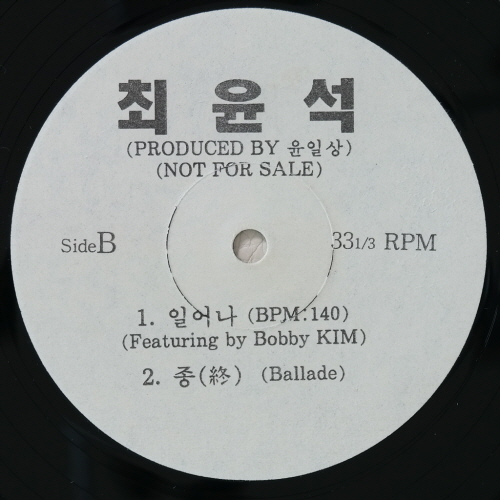 최윤석
(PRODUCED BY 윤일상)
(NOT FOR SALE)
Side B
33 1/3 RPM
1. 일어나 (BPM:140)
(Featuring by Bobby KIM)
2. 종(終) (Ballade)